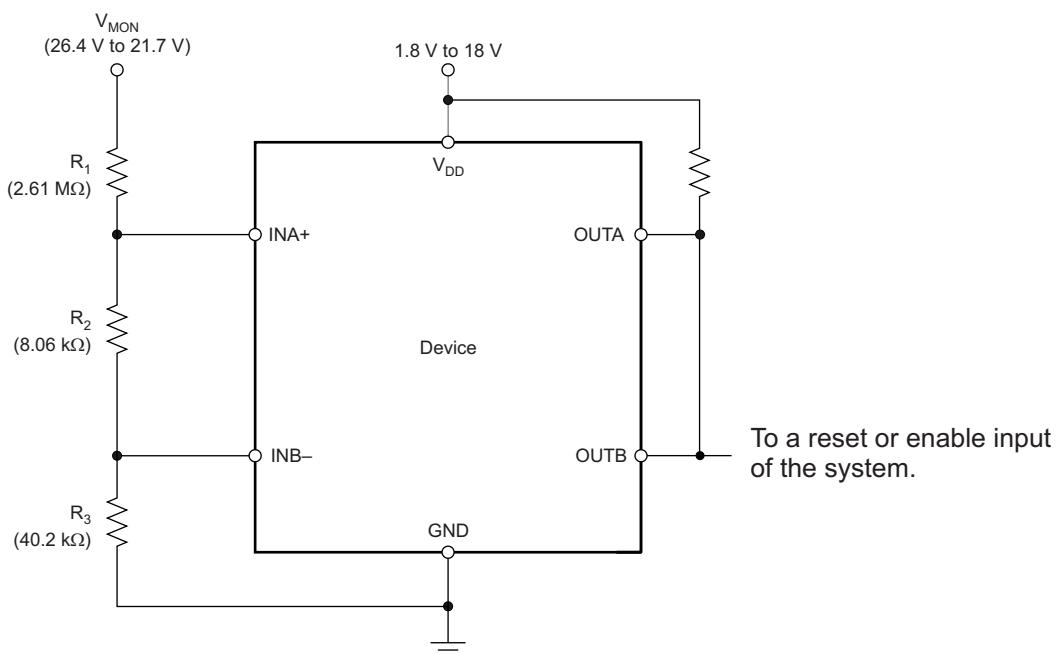 V_MON
(26.4 V to 21.7 V)
1.8 V to 18 V
R_1
(2.61 MΩ)
V_DD
INA+
OUTA
R_2
(8.06 kΩ)
Device
INB–
OUTB
To a reset or enable input
of the system.
R_3
(40.2 kΩ)
GND